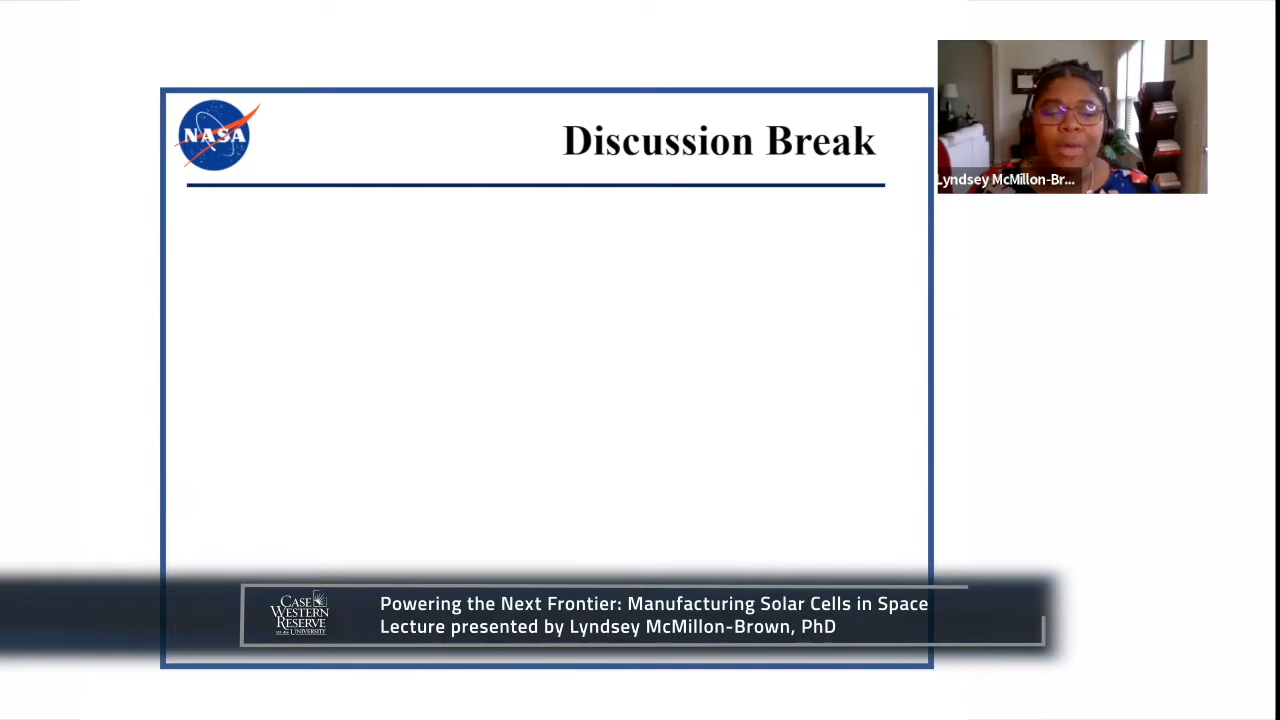 NASA
Discussion Break
Lyndsey McMillon-Br...
CASE
WESTERN
RESERVE
UNIVERSITY
Powering the Next Frontier: Manufacturing Solar Cells in Space
Lecture presented by Lyndsey McMillon-Brown, PhD